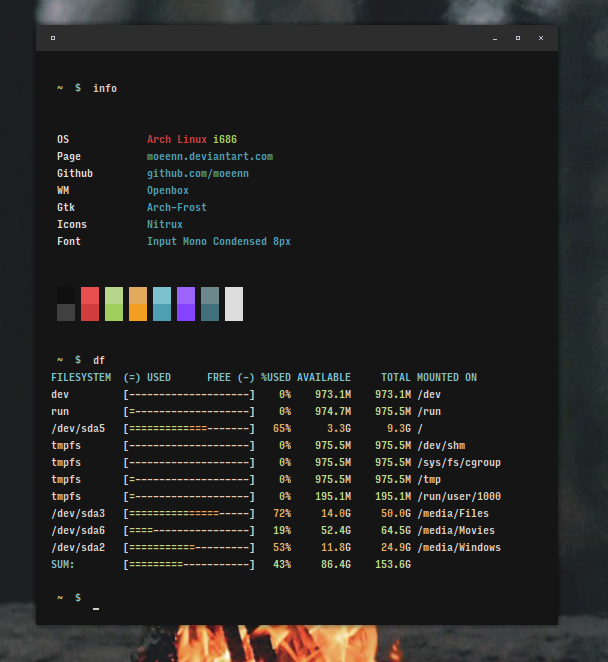 ~ $ info
OS Arch Linux i686
Page moeenn.deviantart.com
Github github.com/moeenn
WM Openbox
Gtk Arch-Frost
Icons Nitrux
Font Input Mono Condensed 8px
~ $ df
FILESYSTEM (=) USED FREE (-) %USED AVAILABLE TOTAL MOUNTED ON
dev [--------------------] 0% 973.1M 973.1M /dev
run [=-------------------] 0% 974.7M 975.5M /run
/dev/sda5 [=============-------] 65% 3.3G 9.3G /
tmpfs [--------------------] 0% 975.5M 975.5M /dev/shm
tmpfs [--------------------] 0% 975.5M 975.5M /sys/fs/cgroup
tmpfs [=-------------------] 0% 975.5M 975.5M /tmp
tmpfs [--------------------] 0% 195.1M 195.1M /run/user/1000
/dev/sda3 [===============-----] 72% 14.0G 50.0G /media/Files
/dev/sda6 [====----------------] 19% 52.4G 64.5G /media/Movies
/dev/sda2 [===========---------] 53% 11.8G 24.9G /media/Windows
SUM: [=========-----------] 43% 86.4G 153.6G
~ $ _